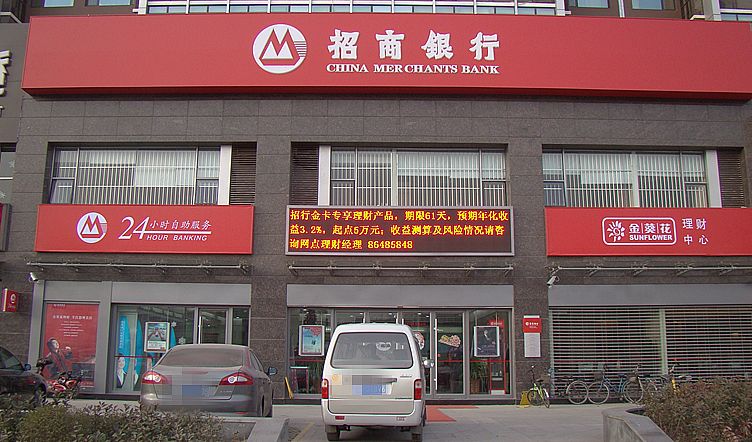 招商银行
CHINA MERCHANTS BANK
24小时自助服务
HOUR BANKING
招行金卡专享理财产品，期限61天，预期年化收
益3.2%，起点5万元；收益测算及风险情况请咨
询网点理财经理 86485848
金葵花
SUNFLOWER
理财
中心